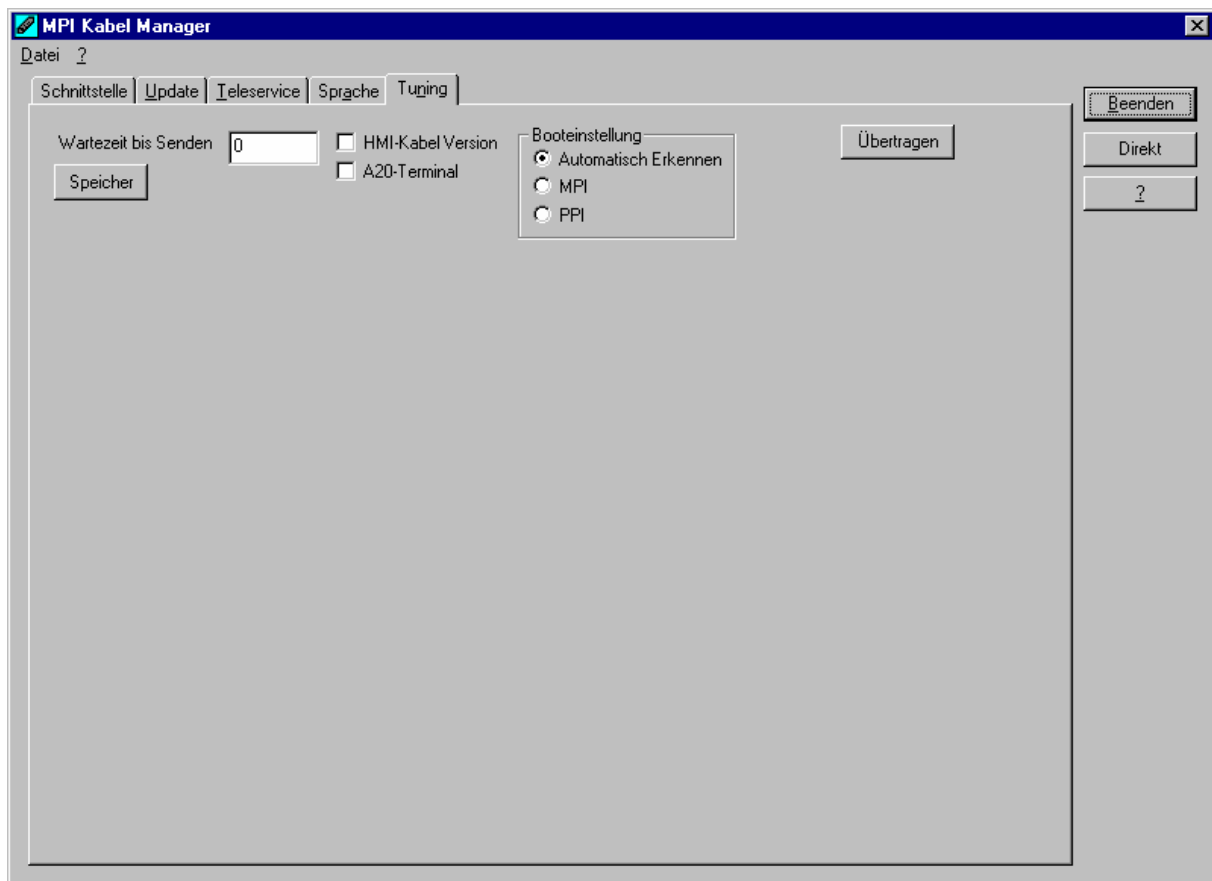 MPI Kabel Manager
Datei ?
Schnittstelle Update Teleservice Sprache Tuning
Wartezeit bis Senden 0
Speicher
HMI-Kabel Version
A20-Terminal
Booteinstellung
Automatisch Erkennen
MPI
PPI
Übertragen
Beenden
Direkt
?